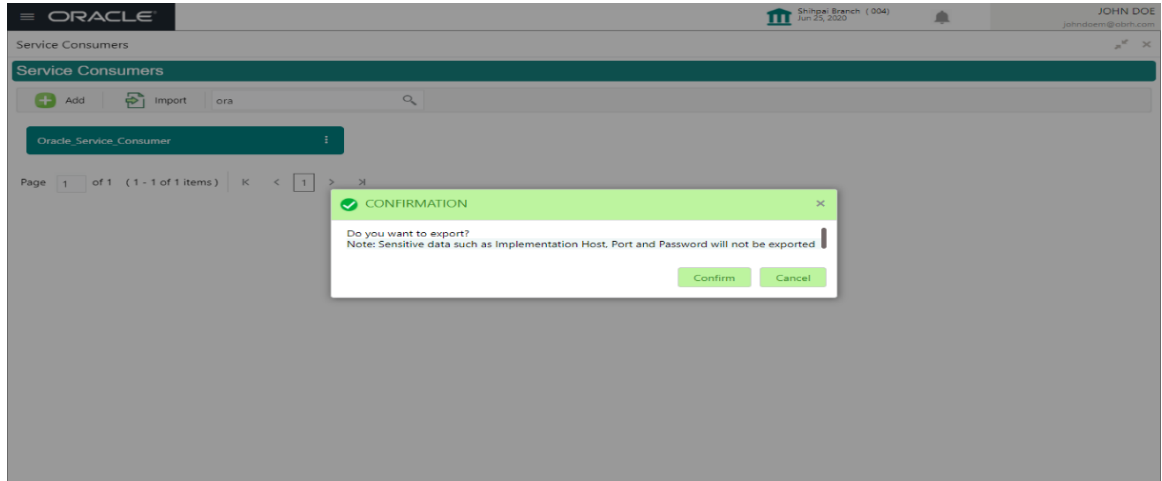 ORACLE
Shihpai Branch ( 004)
Jun 25, 2020
JOHN DOE
johndoem@obrh.com
Service Consumers
Service Consumers
Add
Import
ora
Oracle_Service_Consumer
Page 1 of 1 ( 1 - 1 of 1 items ) K < 1 > >|
CONFIRMATION
Do you want to export?
Note: Sensitive data such as Implementation Host, Port and Password will not be exported
Confirm
Cancel